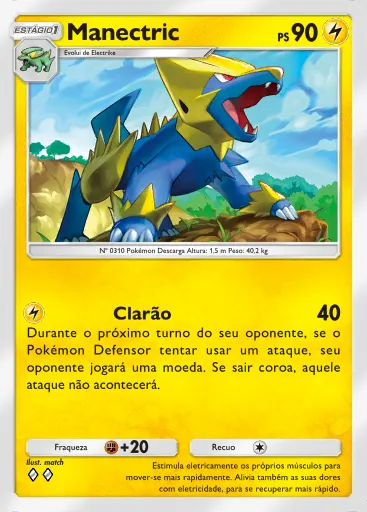 ESTÁGIO 1
Manectric
PS 90
Evolui de Electrike
Nº 0310 Pokémon Descarga Altura: 1,5 m Peso: 40,2 kg
Clarão 40
Durante o próximo turno do seu oponente, se o
Pokémon Defensor tentar usar um ataque, seu
oponente jogará uma moeda. Se sair coroa, aquele
ataque não acontecerá.
Fraqueza +20
Recuo
Ilust. match
Estimula eletricamente os próprios músculos para
mover-se mais rapidamente. Alivia também as suas dores
com eletricidade, para se recuperar mais rápido.